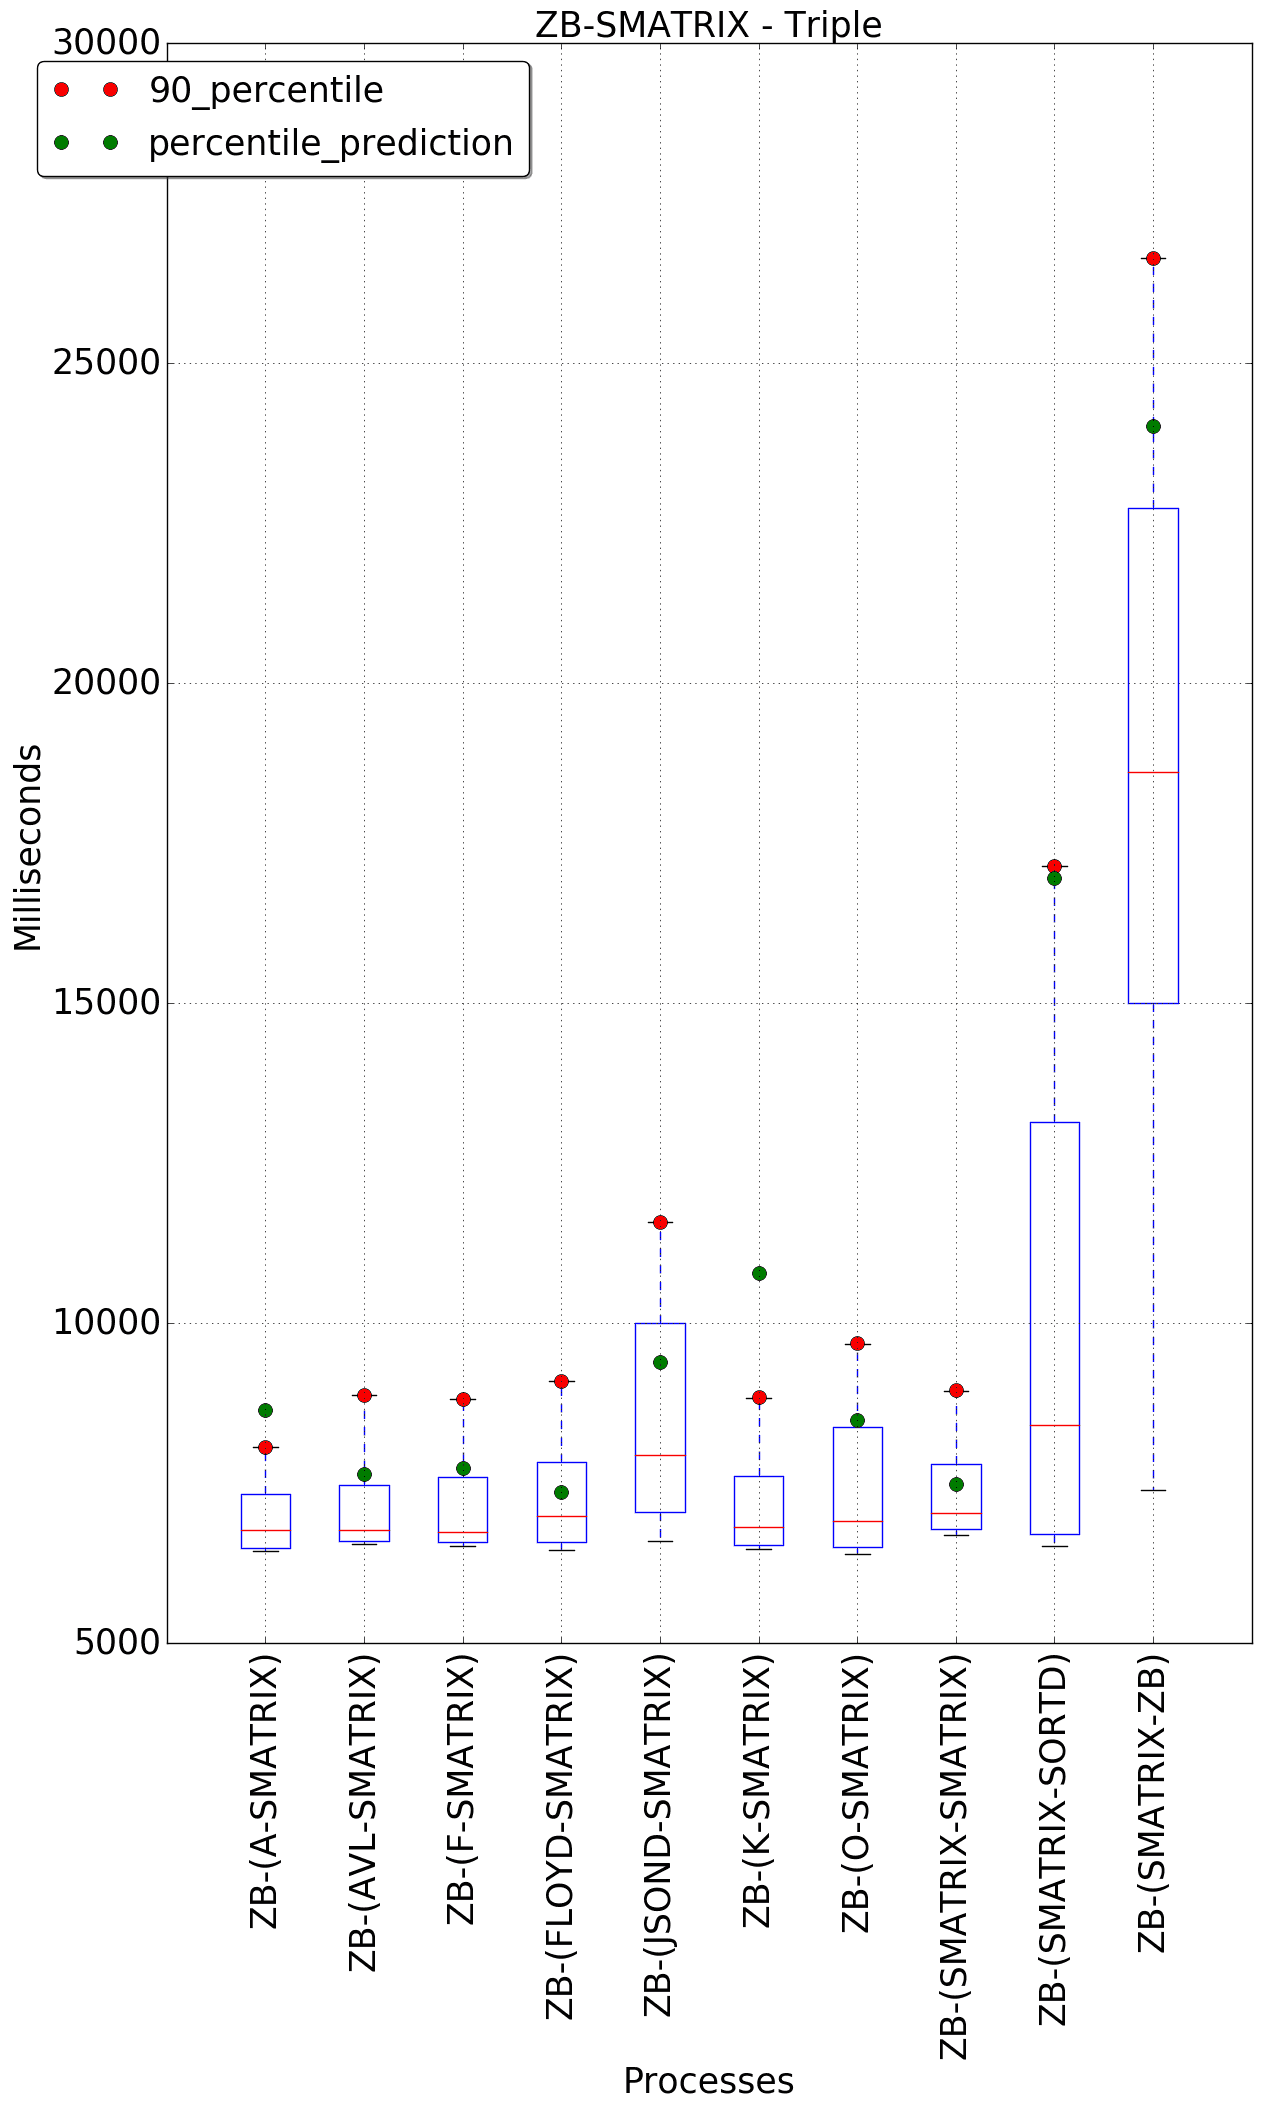 ZB-SMATRIX - Triple
90_percentile
percentile_prediction
30000
25000
20000
15000
10000
5000
Milliseconds
ZB-(A-SMATRIX)
ZB-(AVL-SMATRIX)
ZB-(F-SMATRIX)
ZB-(FLOYD-SMATRIX)
ZB-(JSOND-SMATRIX)
ZB-(K-SMATRIX)
ZB-(O-SMATRIX)
ZB-(SMATRIX-SMATRIX)
ZB-(SMATRIX-SORTD)
ZB-(SMATRIX-ZB)
Processes